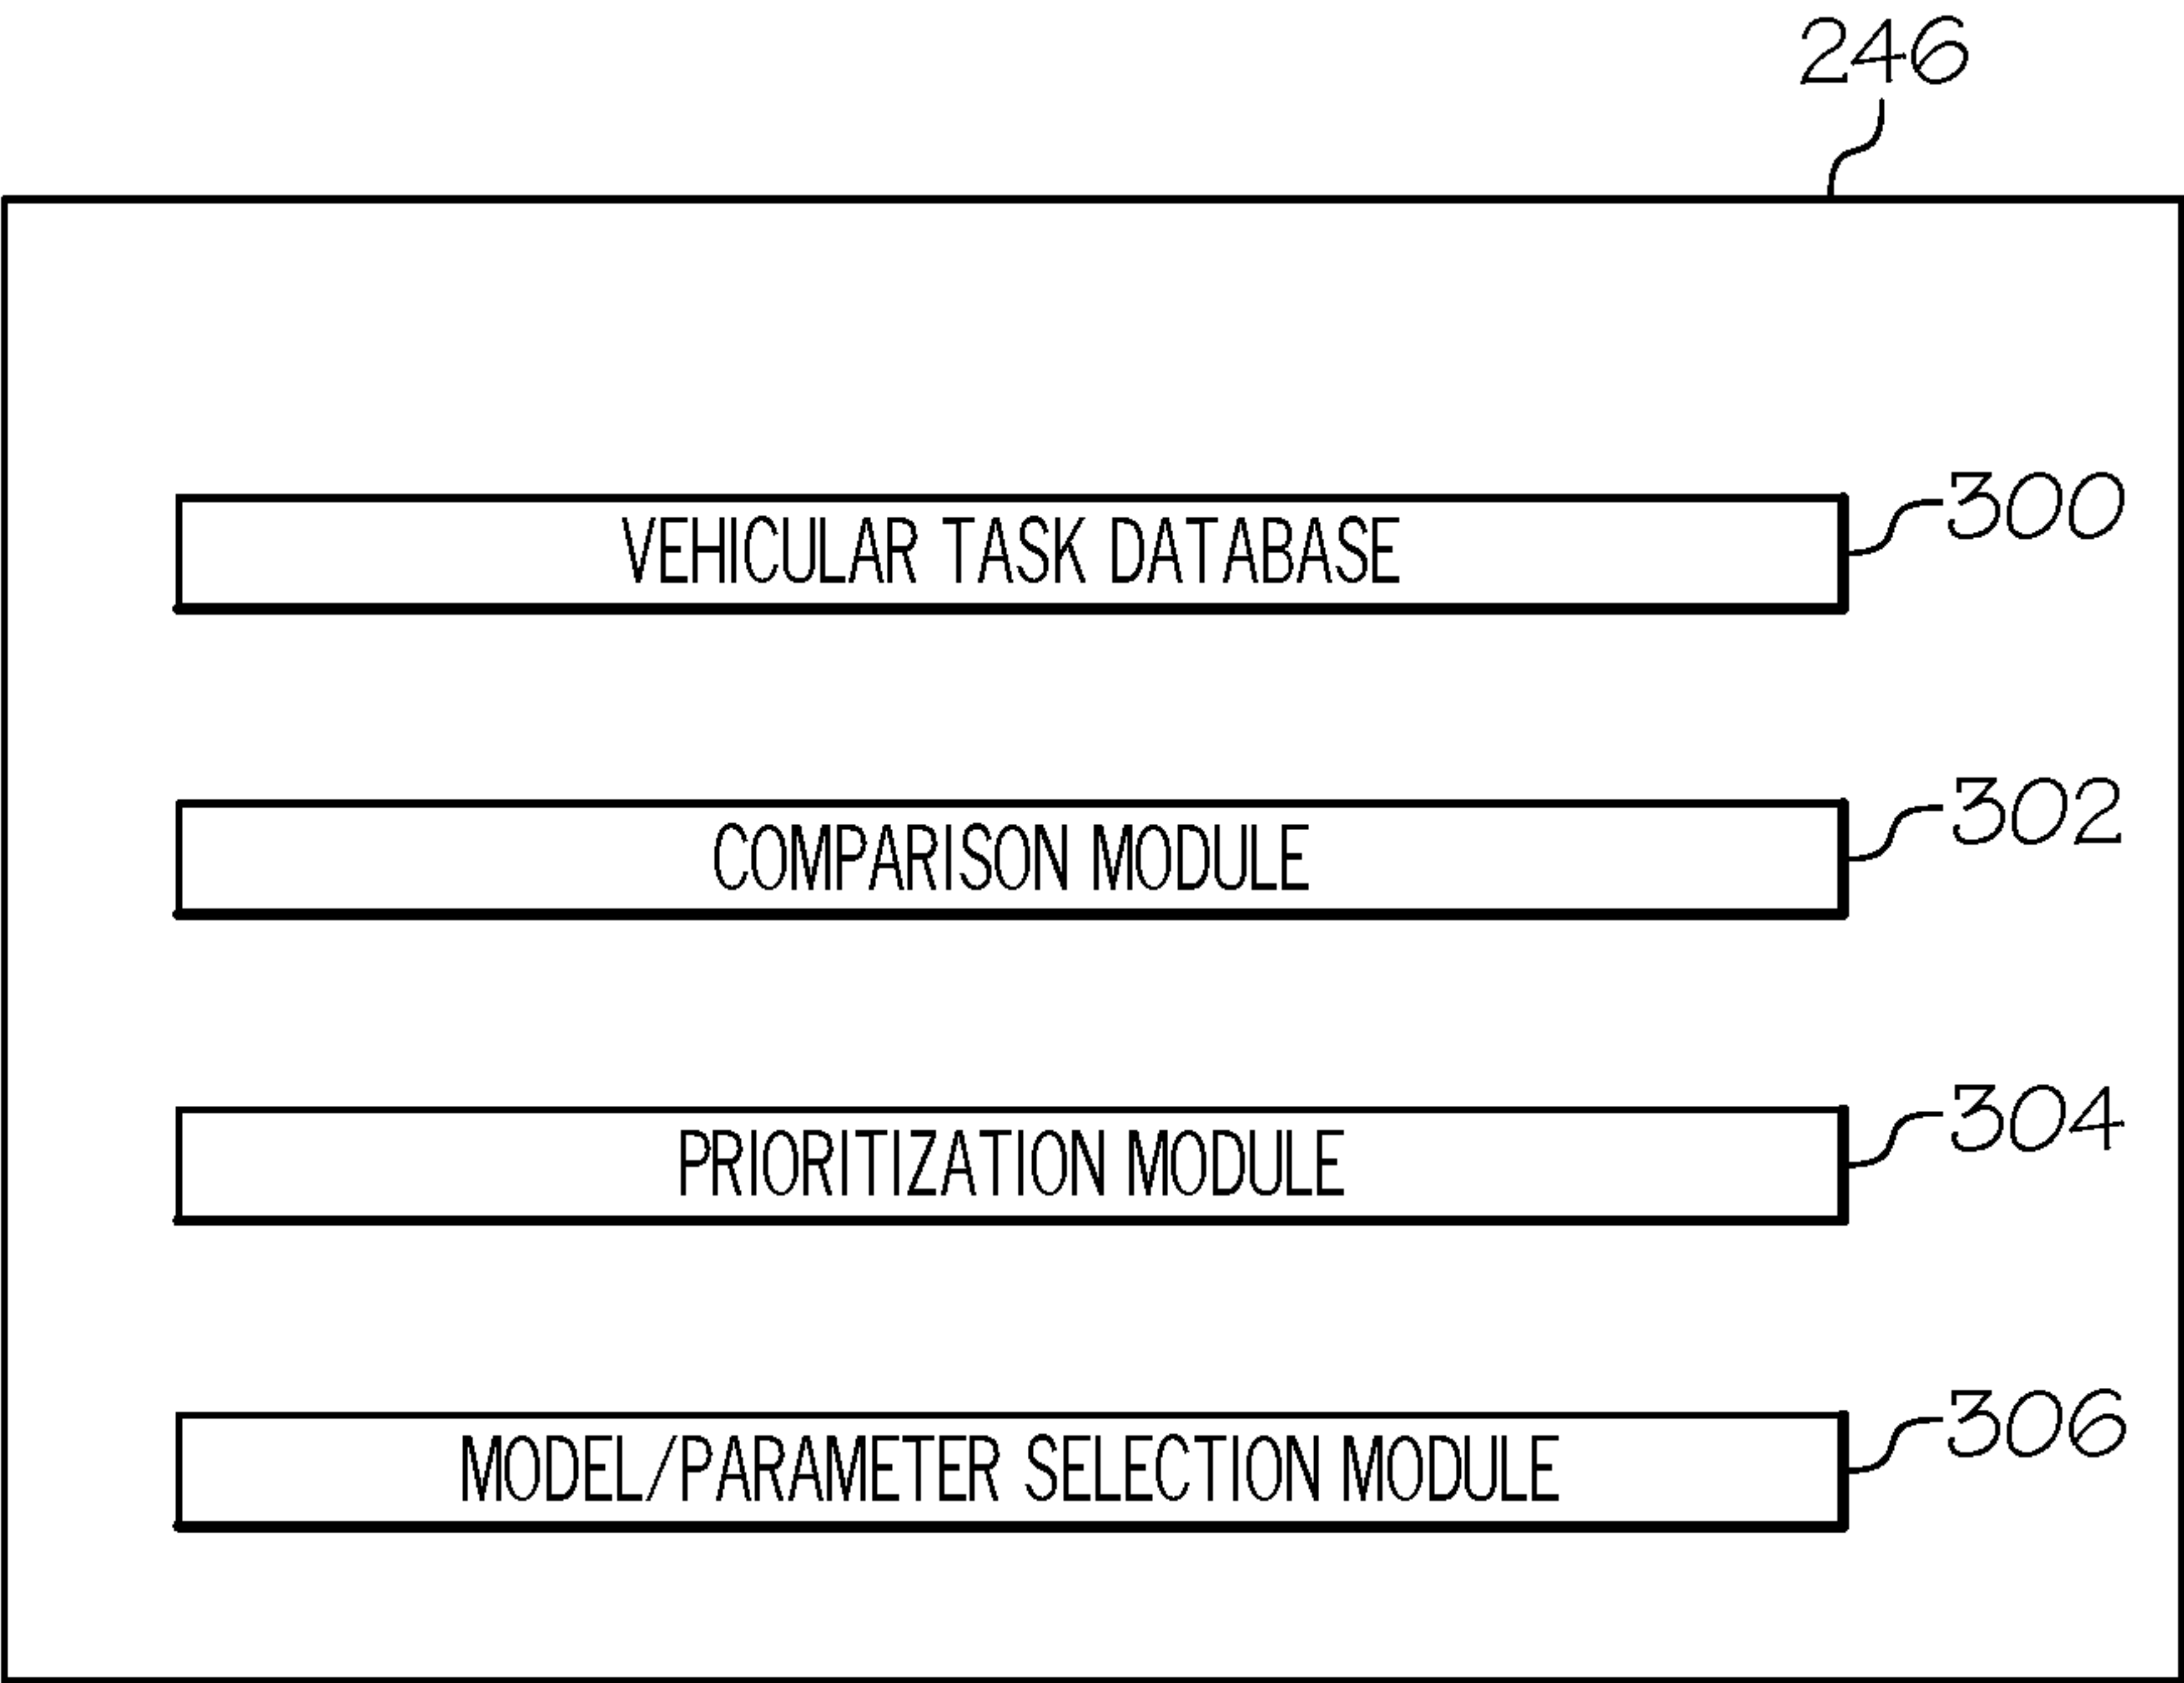 246
VEHICULAR TASK DATABASE 300
COMPARISON MODULE 302
PRIORITIZATION MODULE 304
MODEL/PARAMETER SELECTION MODULE 306